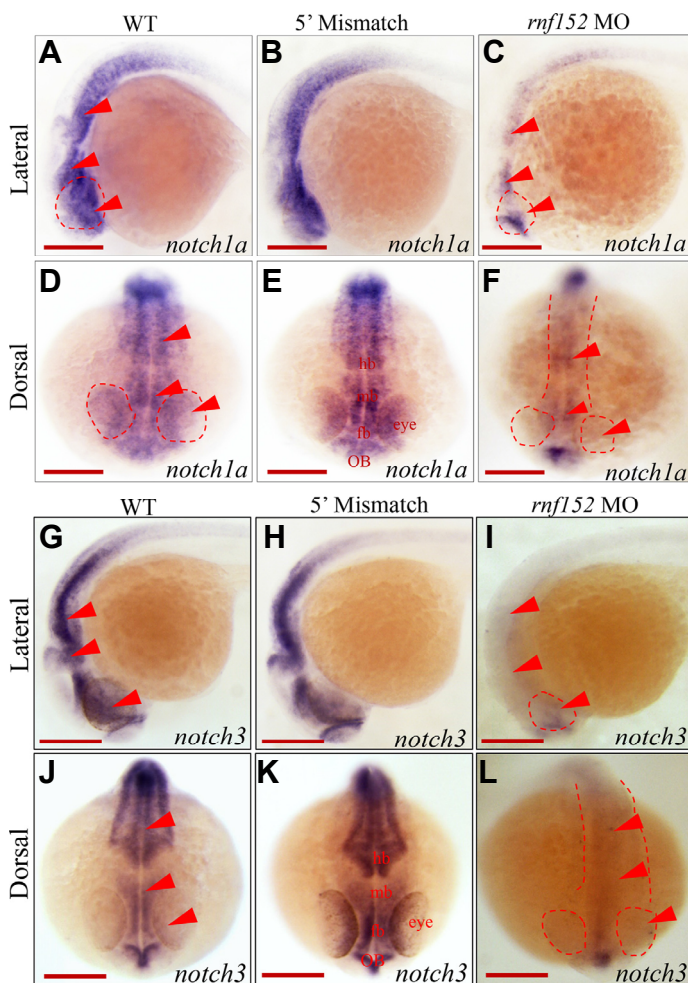 WT 5' Mismatch rnf152 MO
Lateral
A B C
notch1a notch1a notch1a
Dorsal
D E F
hb
mb
eye
fb
OB
notch1a notch1a notch1a
WT 5' Mismatch rnf152 MO
Lateral
G H I
notch3 notch3 notch3
Dorsal
J K L
hb
mb
eye
fb
OB
notch3 notch3 notch3